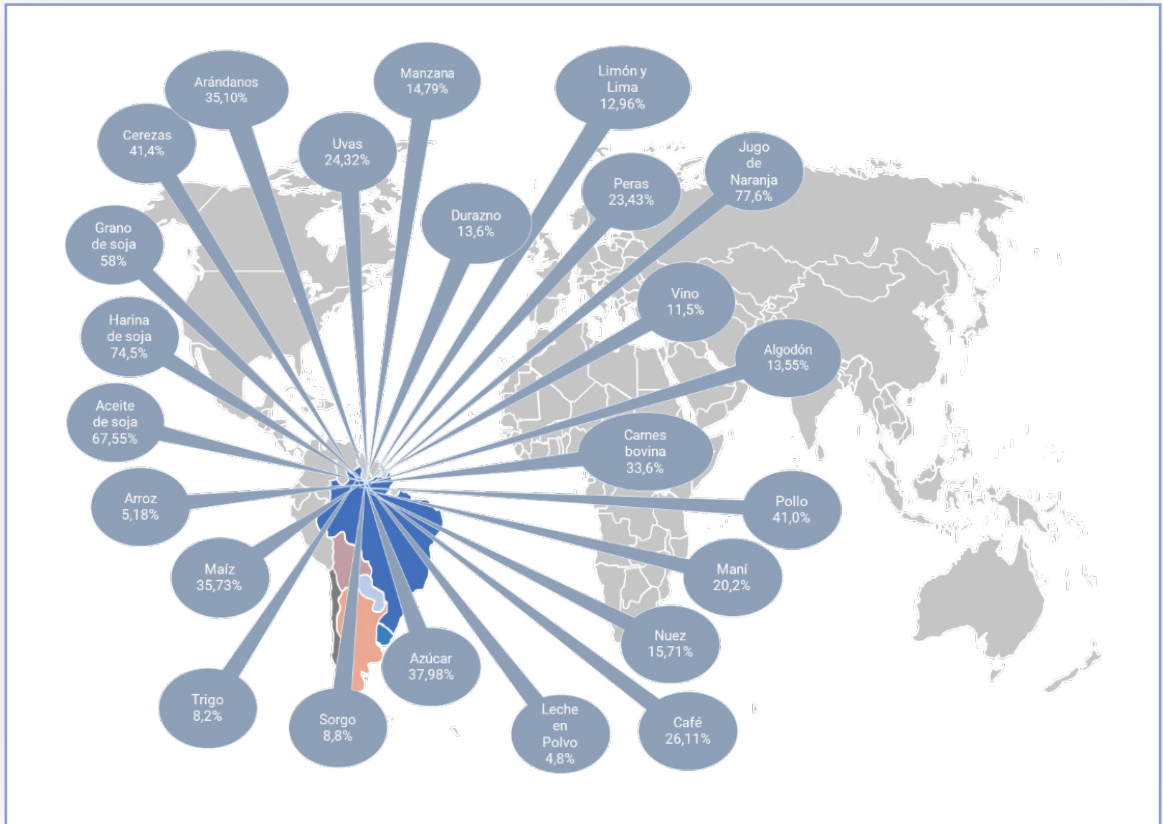 Arándanos
35,10%
Manzana
14,79%
Limón y
Lima
12,96%
Cerezas
41,4%
Uvas
24,32%
Jugo
de
Naranja
77,6%
Peras
23,43%
Durazno
13,6%
Grano
de soja
58%
Vino
11,5%
Harina
de soja
74,5%
Algodón
13,55%
Aceite
de soja
67,55%
Carnes
bovina
33,6%
Arroz
5,18%
Pollo
41,0%
Maíz
35,73%
Maní
20,2%
Nuez
15,71%
Azúcar
37,98%
Trigo
8,2%
Sorgo
8,8%
Leche
en
Polvo
4,8%
Café
26,11%